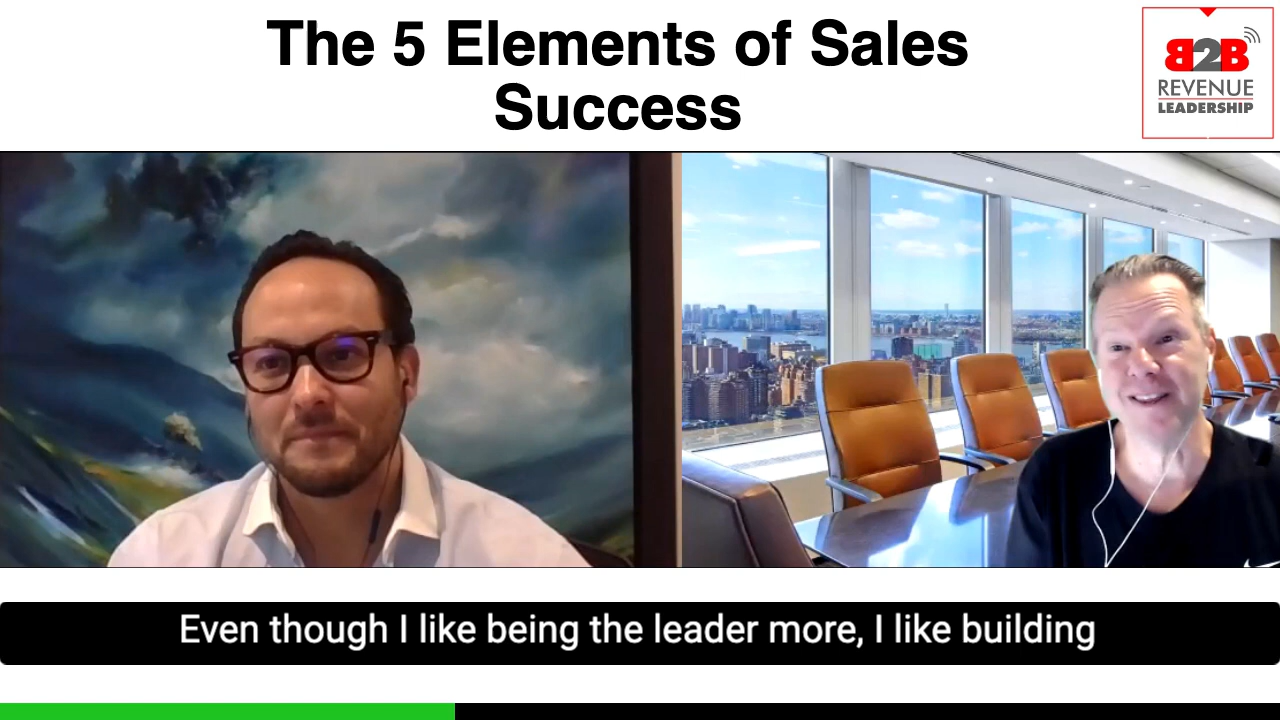 The 5 Elements of Sales
Success
B2B
REVENUE
LEADERSHIP
Even though I like being the leader more, I like building